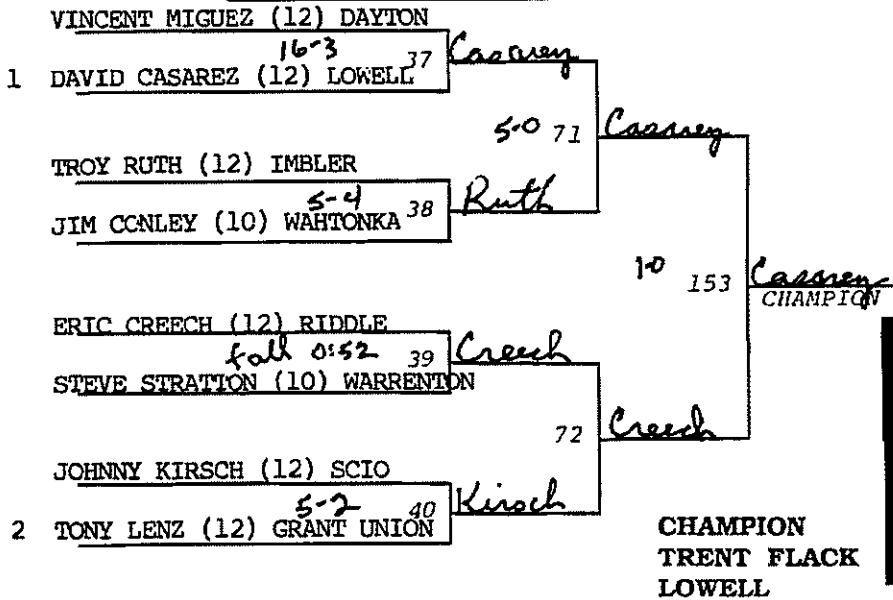 VINCENT MIGUEZ (12) DAYTON
16-3 37 Casarez
1 DAVID CASAREZ (12) LOWELL
5-0 71 Casarez
TROY RUTH (12) IMBLER
5-4 38 Ruth
JIM CONLEY (10) WAHTONKA
1-0 153 Casarez
CHAMPION
ERIC CREECH (12) RIDDLE
fall 0:52 39 Creech
STEVE STRATTON (10) WARRENTON
72 Creech
JOHNNY KIRSCH (12) SCIO
5-2 40 Kirsch
2 TONY LENZ (12) GRANT UNION
CHAMPION
TRENT FLACK
LOWELL